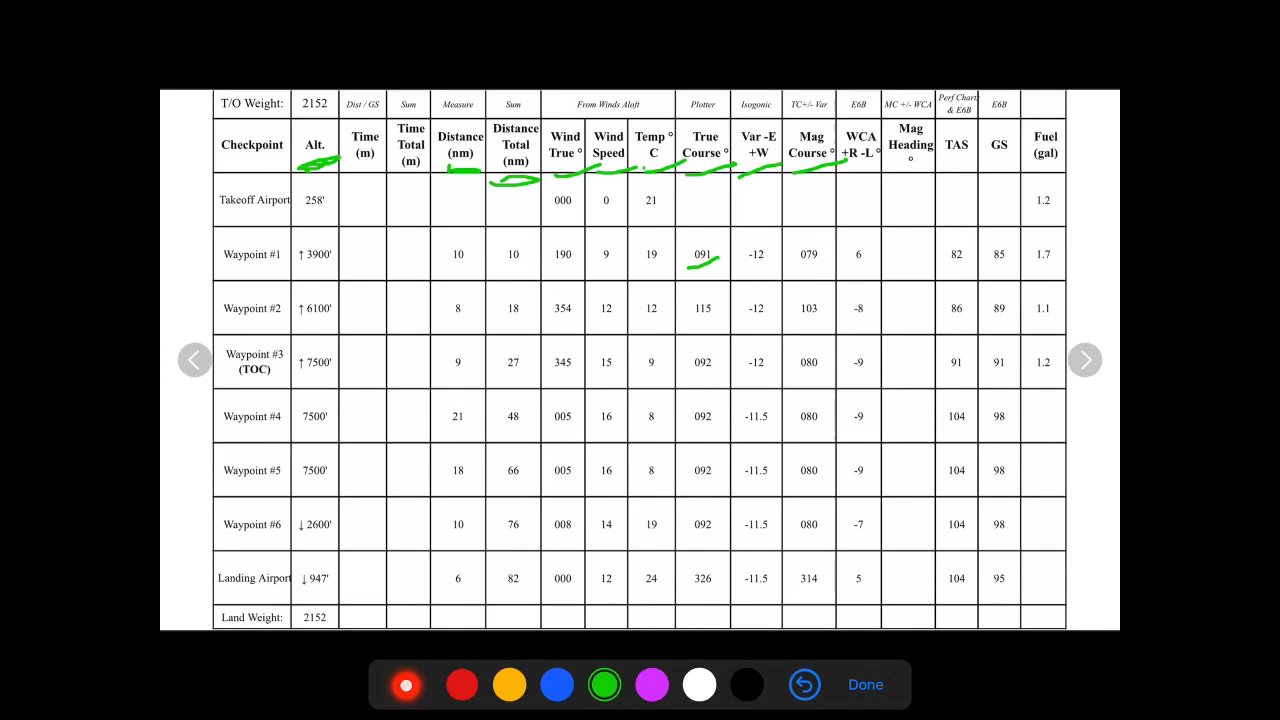 T/O Weight: 2152 Dist / GS Sum Measure Sum From Winds Aloft Plotter Isogonic TC+/- Var E6B MC +/- WCA Perf Chart & E6B E6B
Checkpoint Alt. Time (m) Time Total (m) Distance (nm) Distance Total (nm) Wind True ° Wind Speed Temp ° C True Course ° Var -E +W Mag Course ° WCA +R -L ° Mag Heading ° TAS GS Fuel (gal)
Takeoff Airport 258' 000 0 21 1.2
Waypoint #1 ↑ 3900' 10 10 190 9 19 091 -12 079 6 82 85 1.7
Waypoint #2 ↑ 6100' 8 18 354 12 12 115 -12 103 -8 86 89 1.1
Waypoint #3 (TOC) ↑ 7500' 9 27 345 15 9 092 -12 080 -9 91 91 1.2
Waypoint #4 7500' 21 48 005 16 8 092 -11.5 080 -9 104 98
Waypoint #5 7500' 18 66 005 16 8 092 -11.5 080 -9 104 98
Waypoint #6 ↓ 2600' 10 76 008 14 19 092 -11.5 080 -7 104 98
Landing Airport ↓ 947' 6 82 000 12 24 326 -11.5 314 5 104 95
Land Weight: 2152
Done